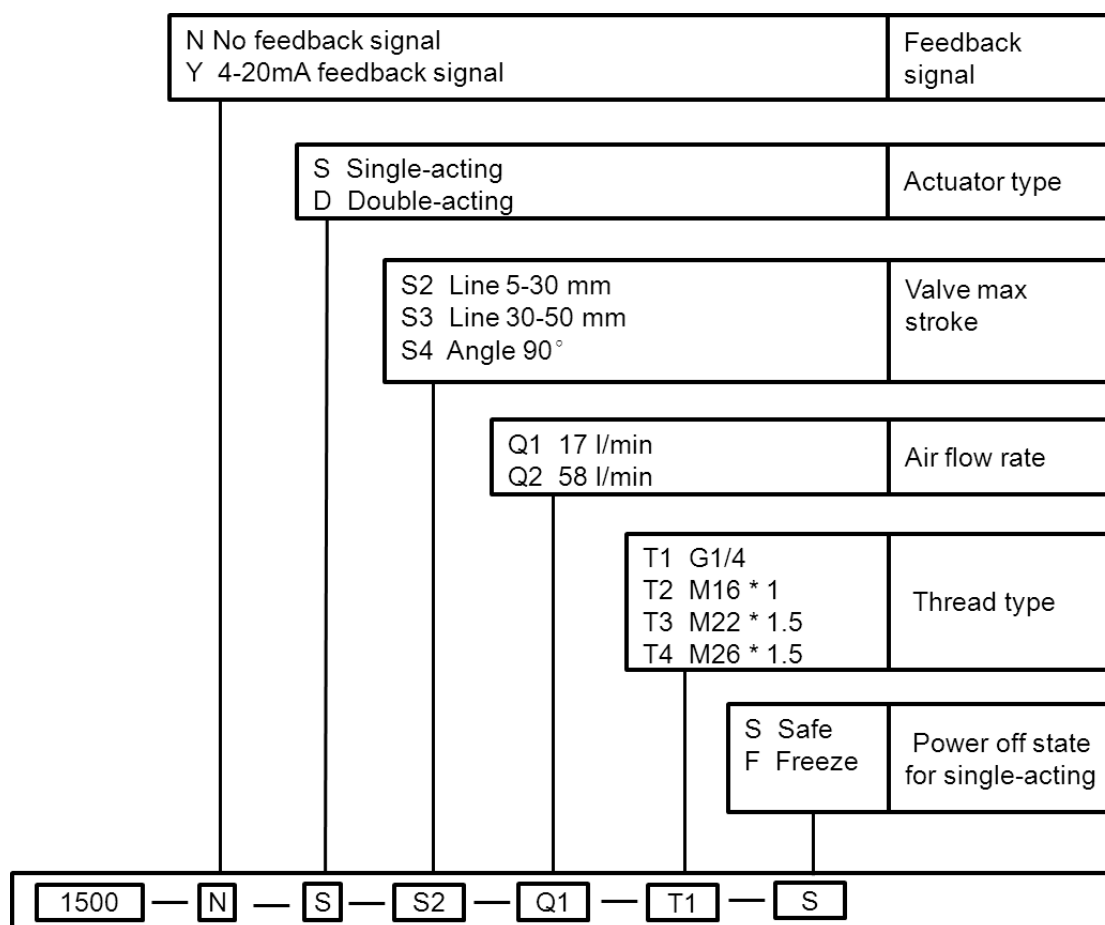 N No feedback signal
Y 4-20mA feedback signal
Feedback
signal
S Single-acting
D Double-acting
Actuator type
S2 Line 5-30 mm
S3 Line 30-50 mm
S4 Angle 90°
Valve max
stroke
Q1 17 l/min
Q2 58 l/min
Air flow rate
T1 G1/4
T2 M16 * 1
T3 M22 * 1.5
T4 M26 * 1.5
Thread type
S Safe
F Freeze
Power off state
for single-acting
1500 — N — S — S2 — Q1 — T1 — S